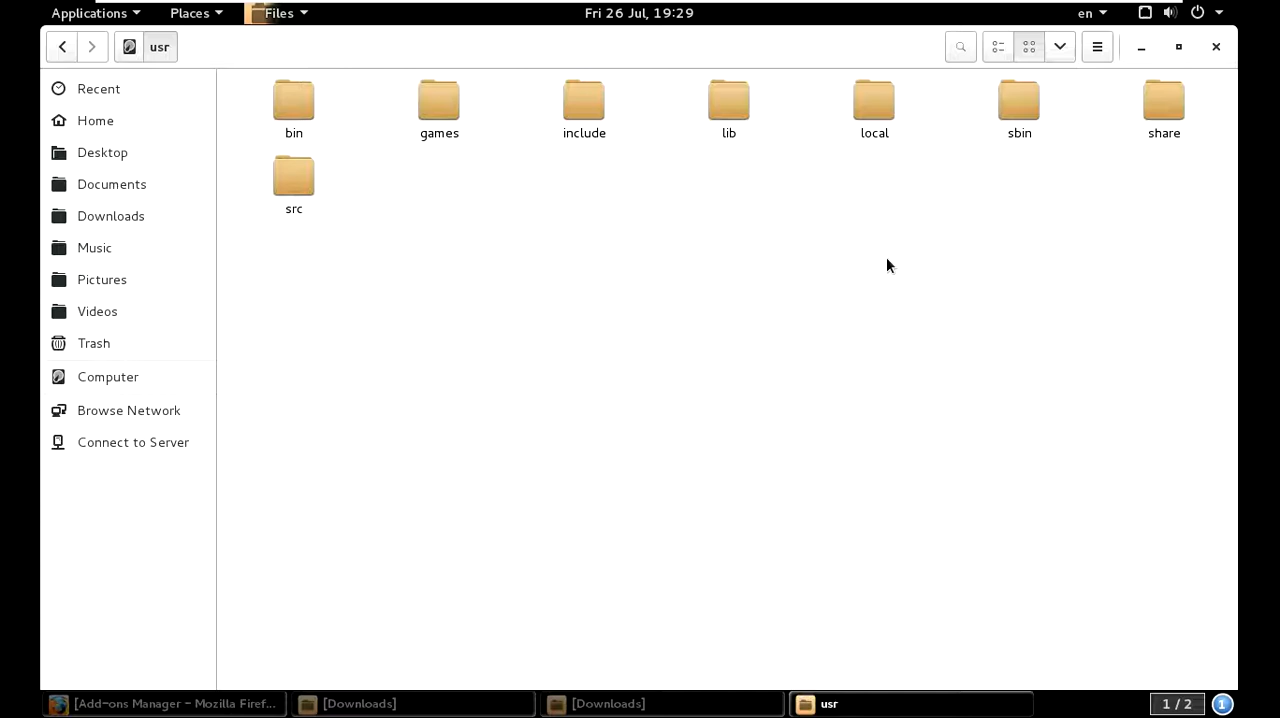 Applications Places Files Fri 26 Jul, 19:29 en
usr
Recent
Home
Desktop
Documents
Downloads
Music
Pictures
Videos
Trash
Computer
Browse Network
Connect to Server
bin games include lib local sbin share
src
[Add-ons Manager - Mozilla Firef... [Downloads] [Downloads] usr 1 / 2 1